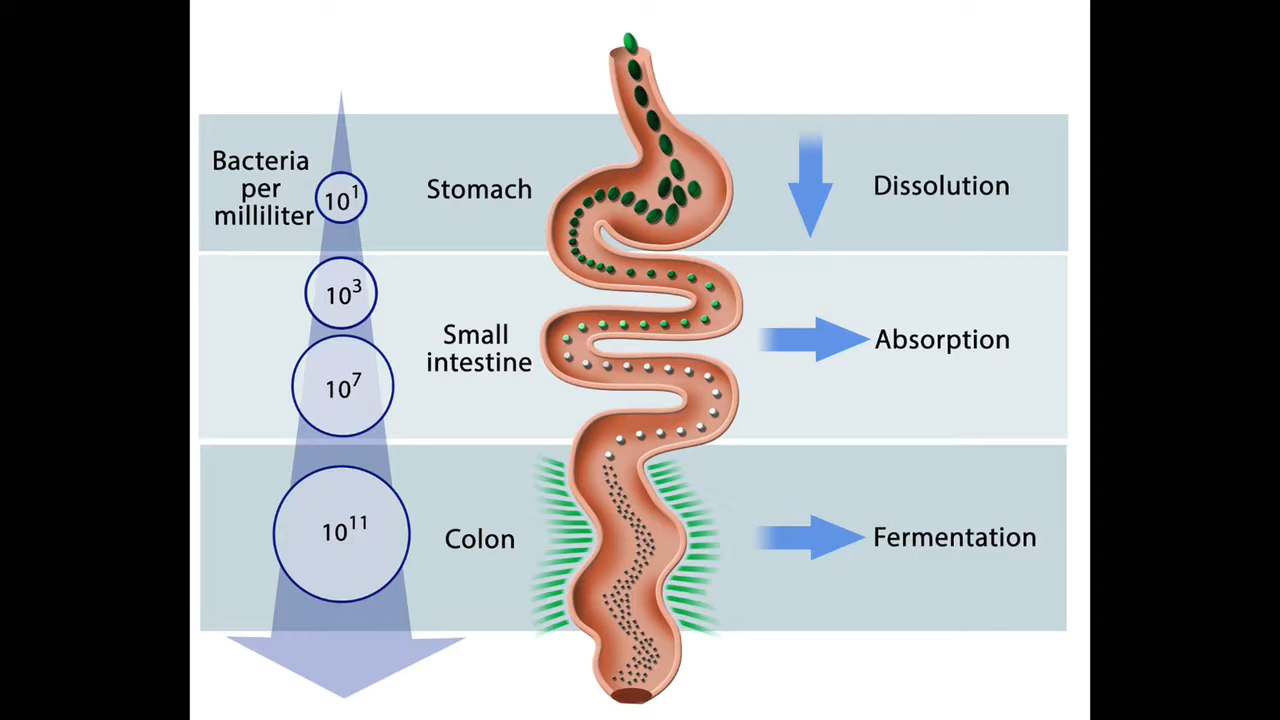 Bacteria
per
milliliter
10¹
Stomach
Dissolution
10³
Small
intestine
Absorption
10⁷
10¹¹
Colon
Fermentation